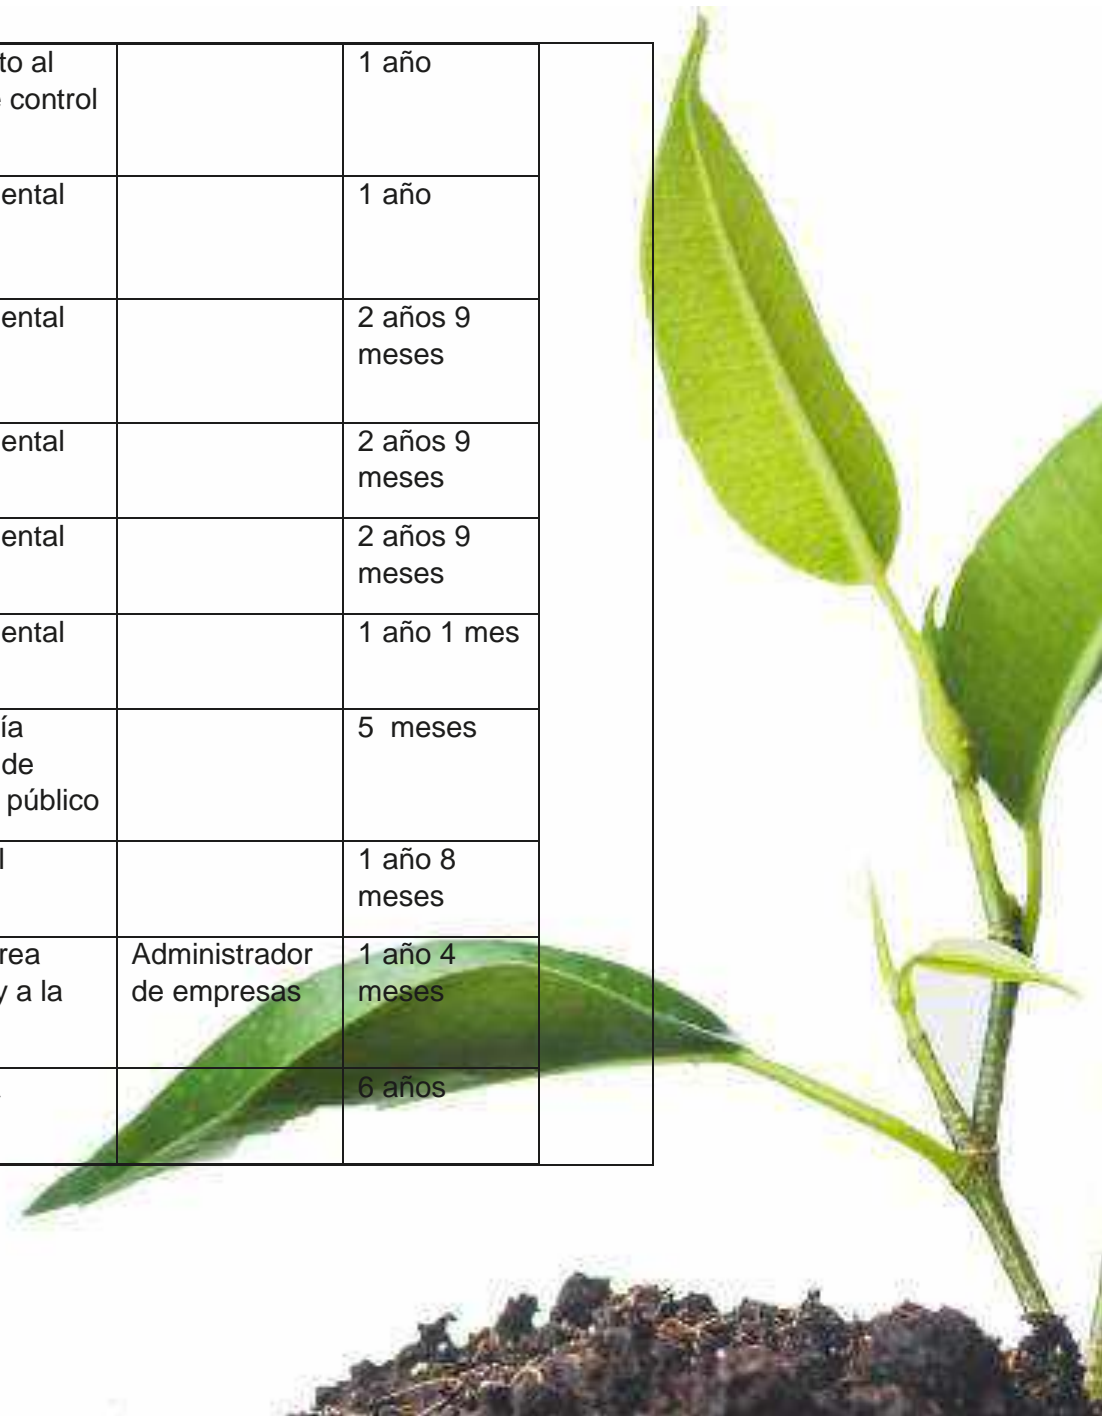 to al
1 año
control
ental
1 año
ental
2 años 9
meses
ental
2 años 9
meses
ental
2 años 9
meses
ental
1 año 1 mes
ía
5 meses
de
público
l
1 año 8
meses
rea
Administrador
1 año 4
y a la
de empresas
meses
6 años